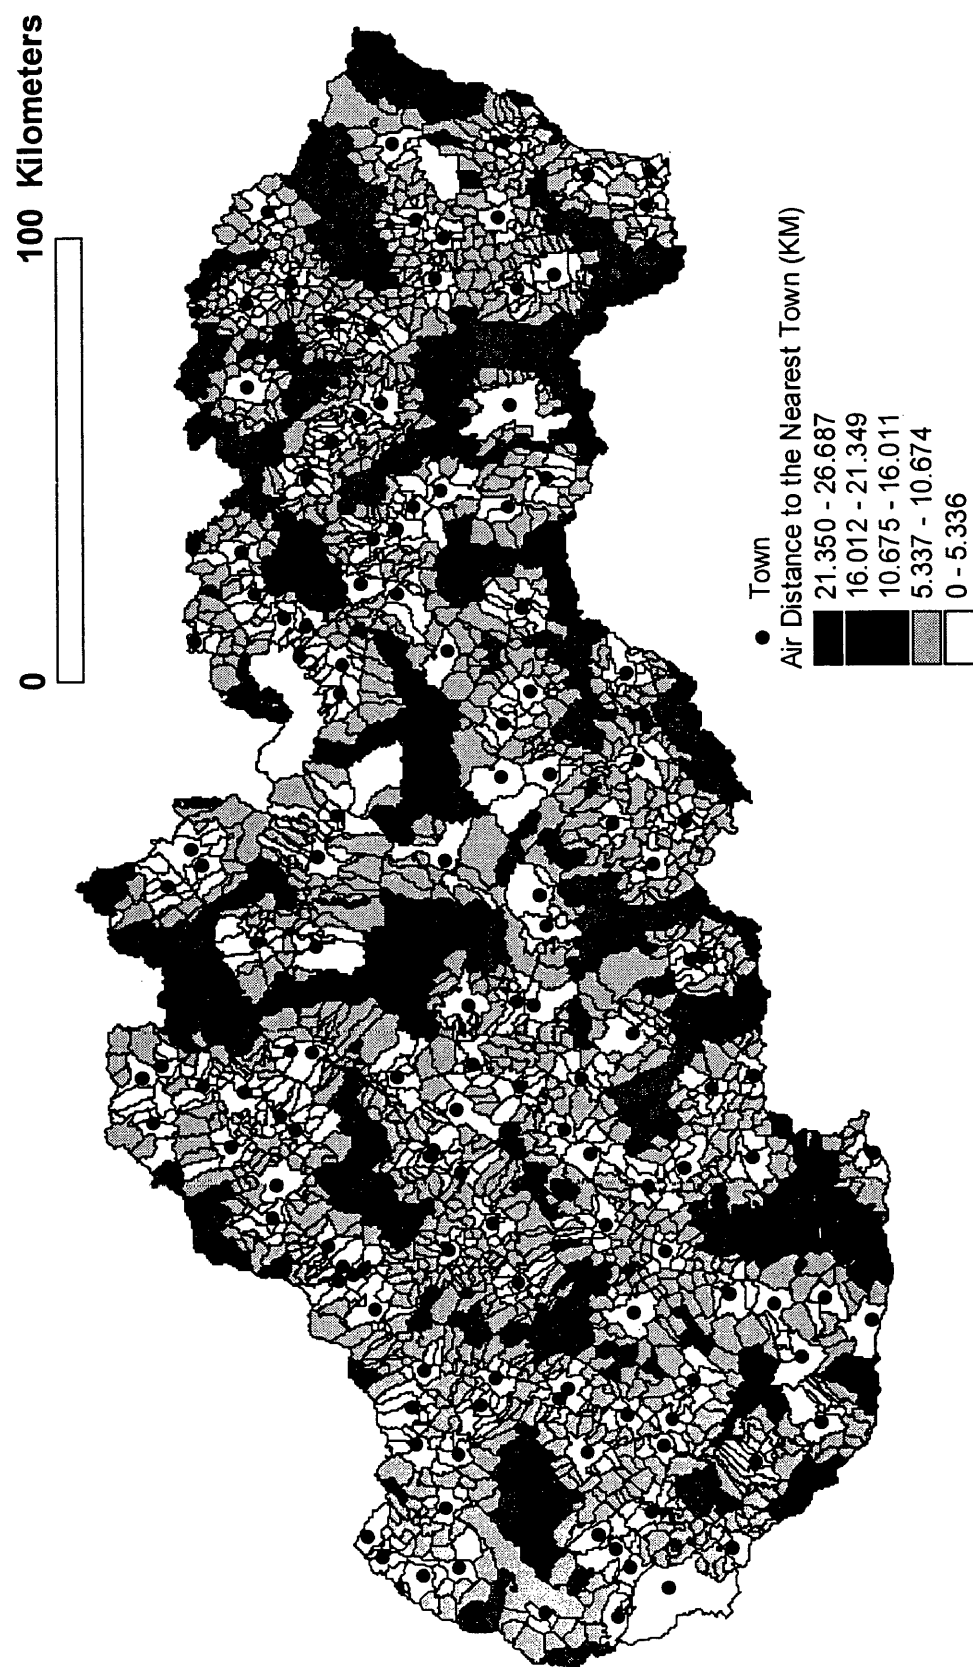 0 100 Kilometers
Town
Air Distance to the Nearest Town (KM)
21.350 - 26.687
16.012 - 21.349
10.675 - 16.011
5.337 - 10.674
0 - 5.336